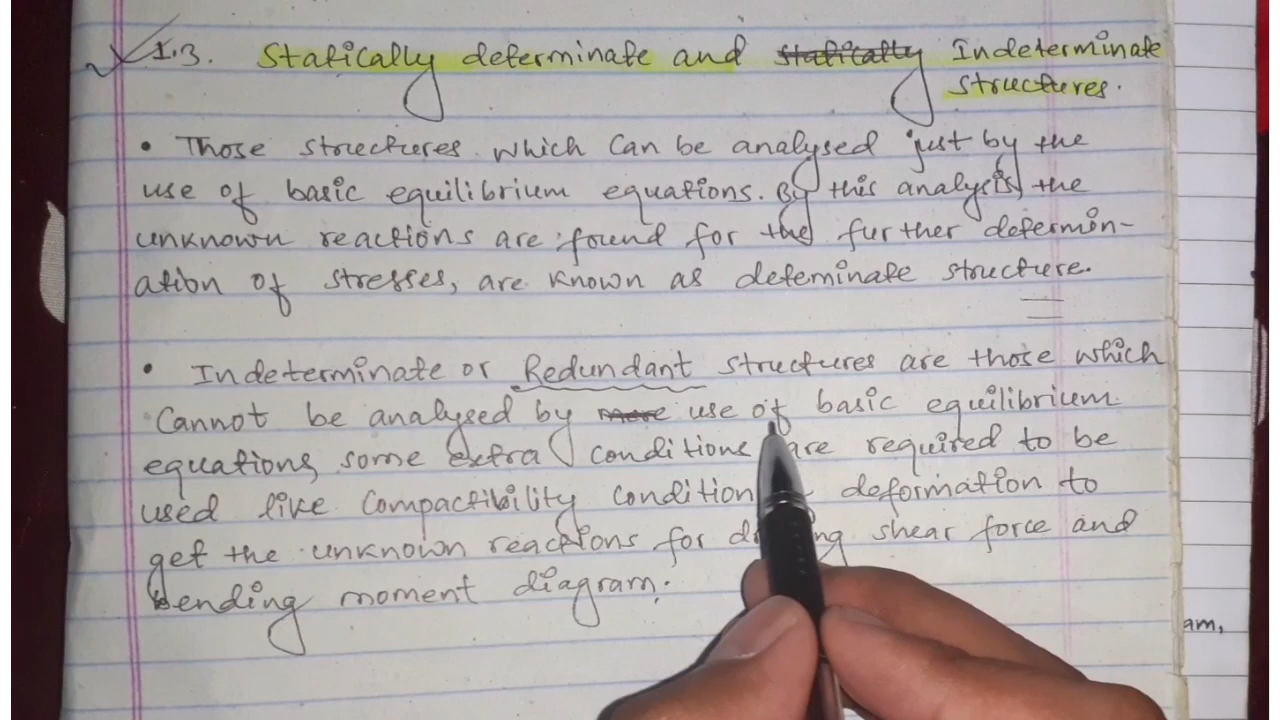 1.3. Statically determinate and statically Indeterminate
structures.
• Those structures which can be analysed just by the
use of basic equilibrium equations. By this analysis, the
unknown reactions are found for the further determin-
ation of stresses, are known as deteminate structure.
• Indeterminate or Redundant structures are those which
cannot be analysed by more use of basic equilibrium
equations, some extra conditions are required to be
used like compactibility condition deformation to
get the unknown reactions for shear force and
bending moment diagram.
am,